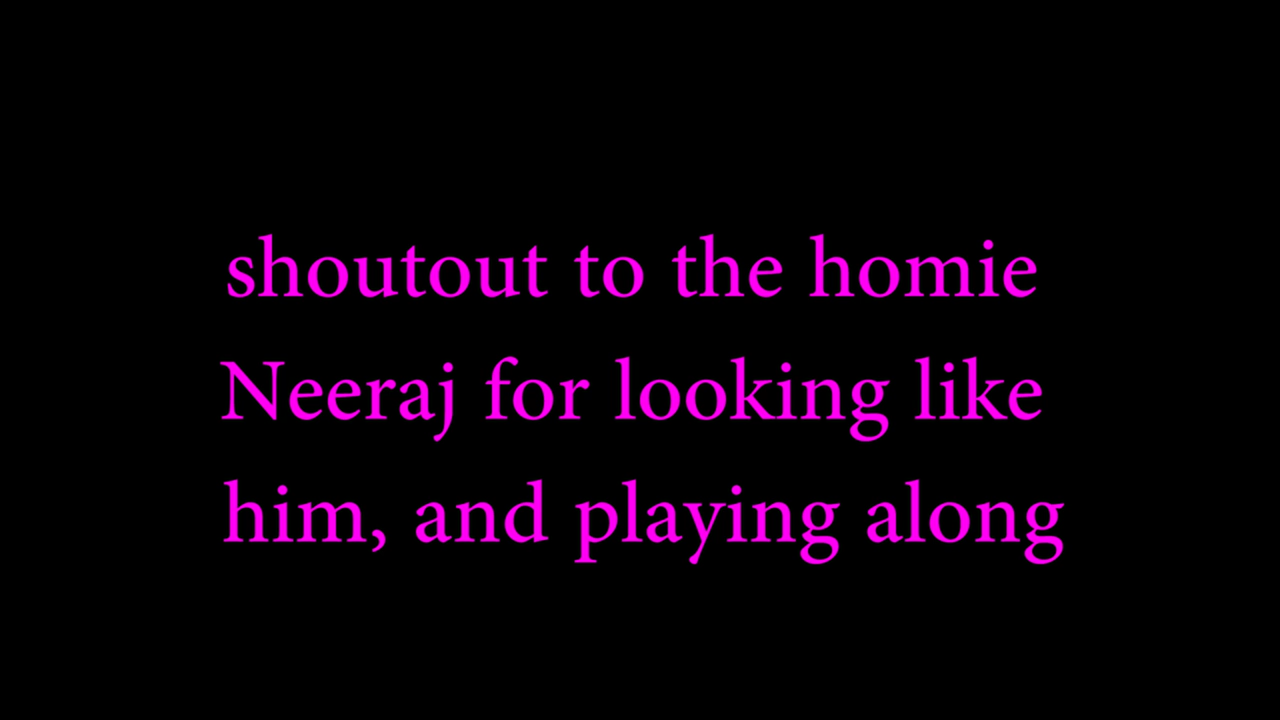 shoutout to the homie
Neeraj for looking like
him, and playing along